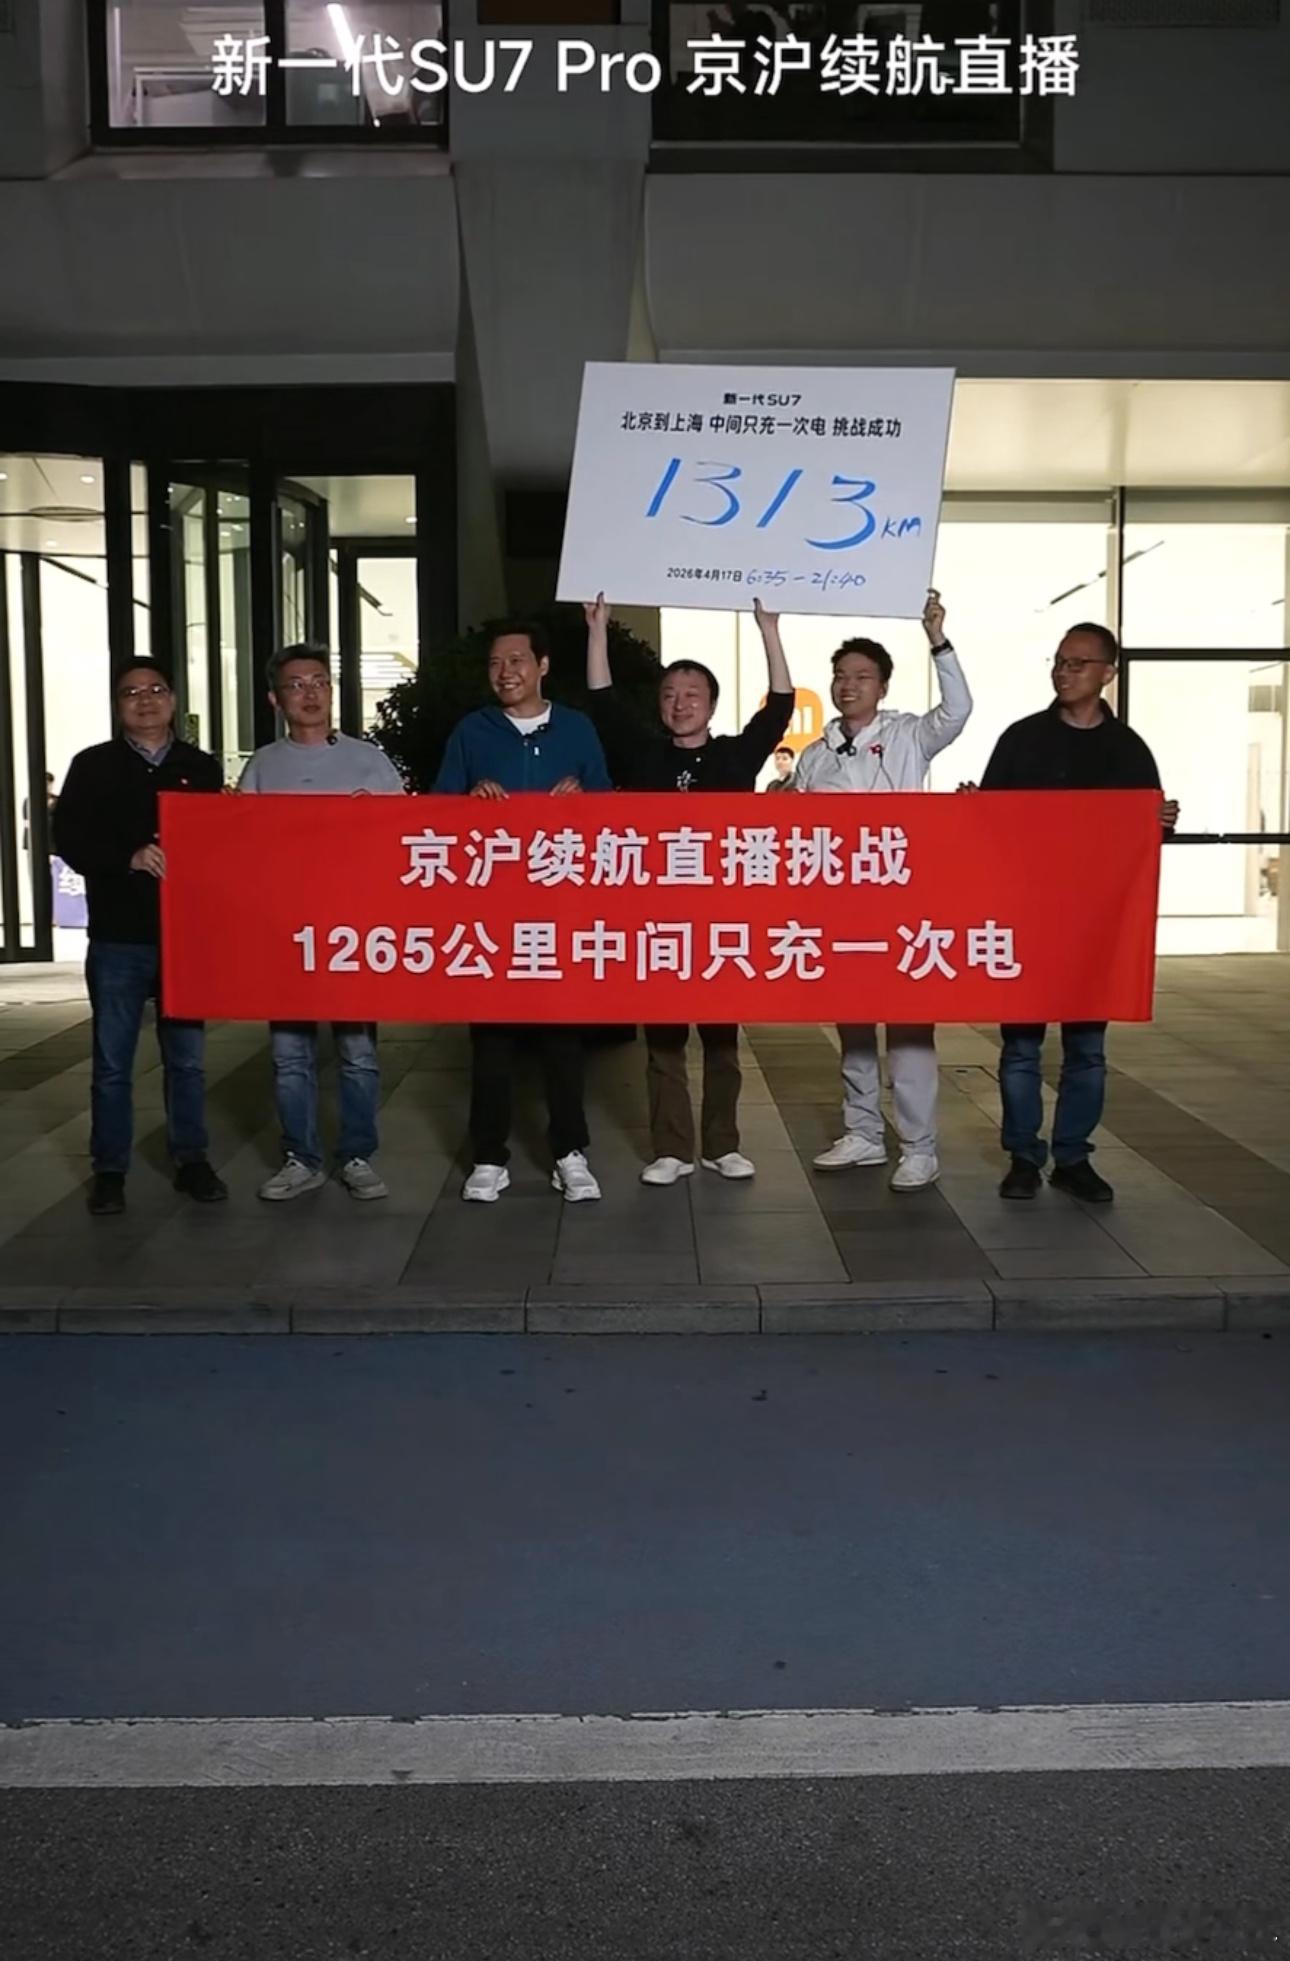 新一代SU7 Pro 京沪续航直播
新一代SU7
北京到上海 中间只充一次电 挑战成功
1313KM
2026年4月17日 6:35-21:40
京沪续航直播挑战
1265公里中间只充一次电